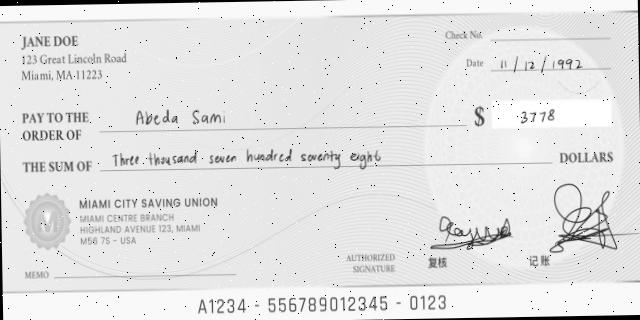 JANE DOE
123 Great Lincoln Road
Miami, MA 11223
Check No.
Date 11 / 12 / 1992
PAY TO THE ORDER OF Abeda Sami $ 3778
THE SUM OF Three thousand seven hundred seventy eight DOLLARS
MIAMI CITY SAVING UNION
MIAMI CENTRE BRANCH
HIGHLAND AVENUE 123, MIAMI
M56 7S - USA
MEMO
AUTHORIZED SIGNATURE
复核
记账
A1234 - 556789012345 - 0123